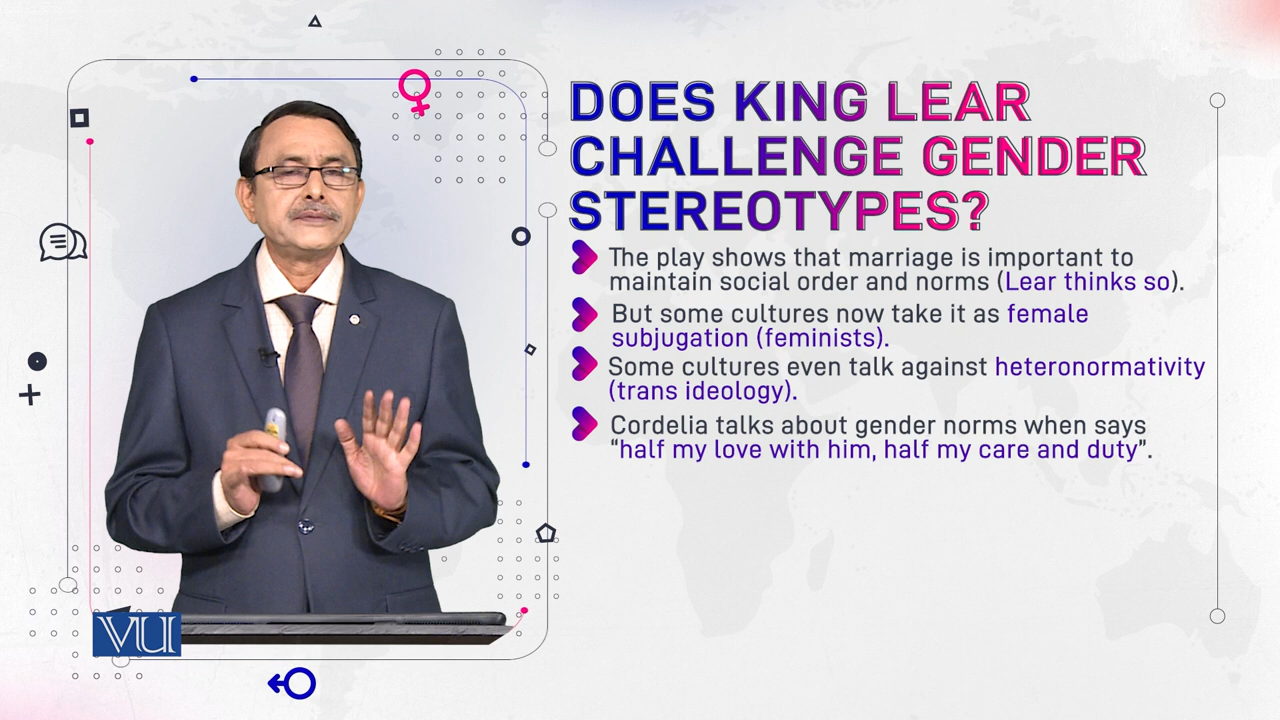 DOES KING LEAR
CHALLENGE GENDER
STEREOTYPES?
The play shows that marriage is important to
maintain social order and norms (Lear thinks so).
But some cultures now take it as female
subjugation (feminists).
Some cultures even talk against heteronormativity
(trans ideology).
Cordelia talks about gender norms when says
“half my love with him, half my care and duty”.
VU